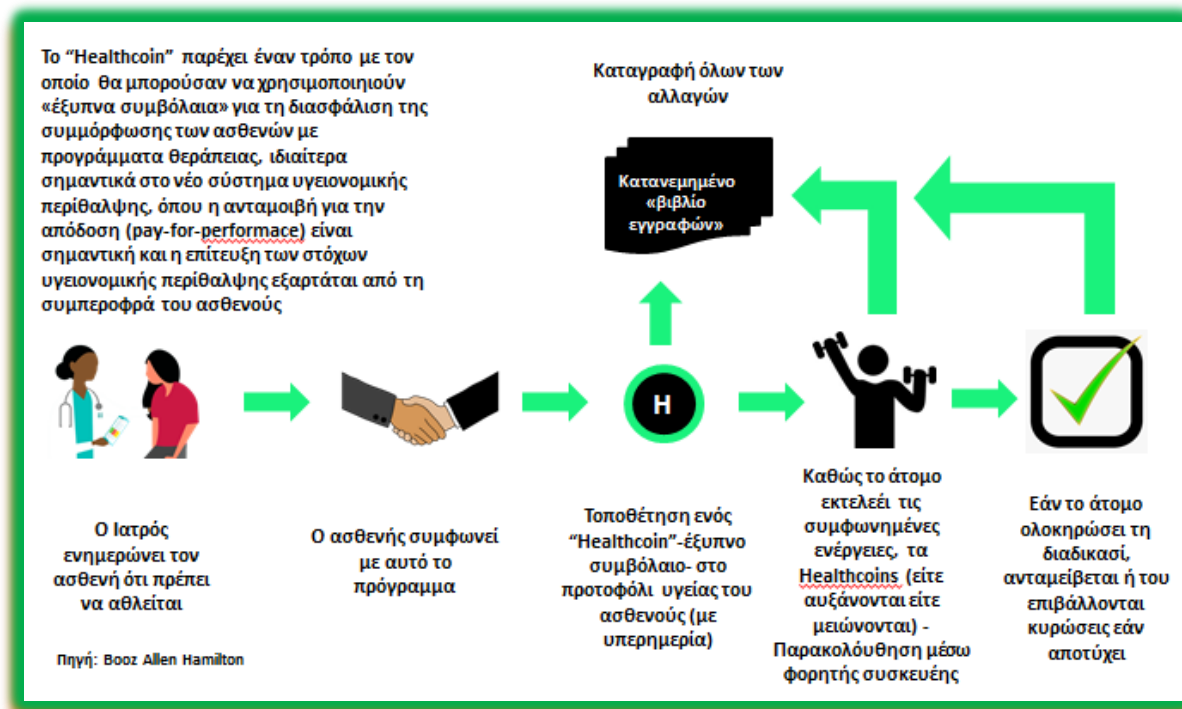 Το “Healthcoin” παρέχει έναν τρόπο με τον
οποίο θα μπορούσαν να χρησιμοποιηιούν
«έξυπνα συμβόλαια» για τη διασφάλιση της
συμμόρφωσης των ασθενών με
προγράμματα θεράπειας, ιδιαίτερα
σημαντικά στο νέο σύστημα υγειονομικής
περίθαλψης, όπου η ανταμοιβή για την
απόδοση (pay-for-performace) είναι
σημαντική και η επίτευξη των στόχων
υγειονομικής περίθαλψης εξαρτάται από τη
συμπεροφρά του ασθενούς
Καταγραφή όλων των
αλλαγών
Κατανεμημένο
«βιβλίο
εγγραφών»
H
Ο Ιατρός
ενημερώνει τον
ασθενή ότι πρέπει
να αθλείται
Ο ασθενής συμφωνεί
με αυτό το
πρόγραμμα
Τοποθέτηση ενός
“Healthcoin”-έξυπνο
συμβόλαιο- στο
προτοφόλι υγείας του
ασθενούς (με
υπερημερία)
Καθώς το άτομο
εκτελεέι τις
συμφωνημένες
ενέργειες, τα
Healthcoins (είτε
αυξάνονται είτε
μειώνονται) -
Παρακολούθηση μέσω
φορητής συσκευέης
Εάν το άτομο
ολοκηρώσει τη
διαδικασί,
ανταμείβεται ή του
επιβάλλονται
κυρώσεις εάν
αποτύχει
Πηγή: Booz Allen Hamilton